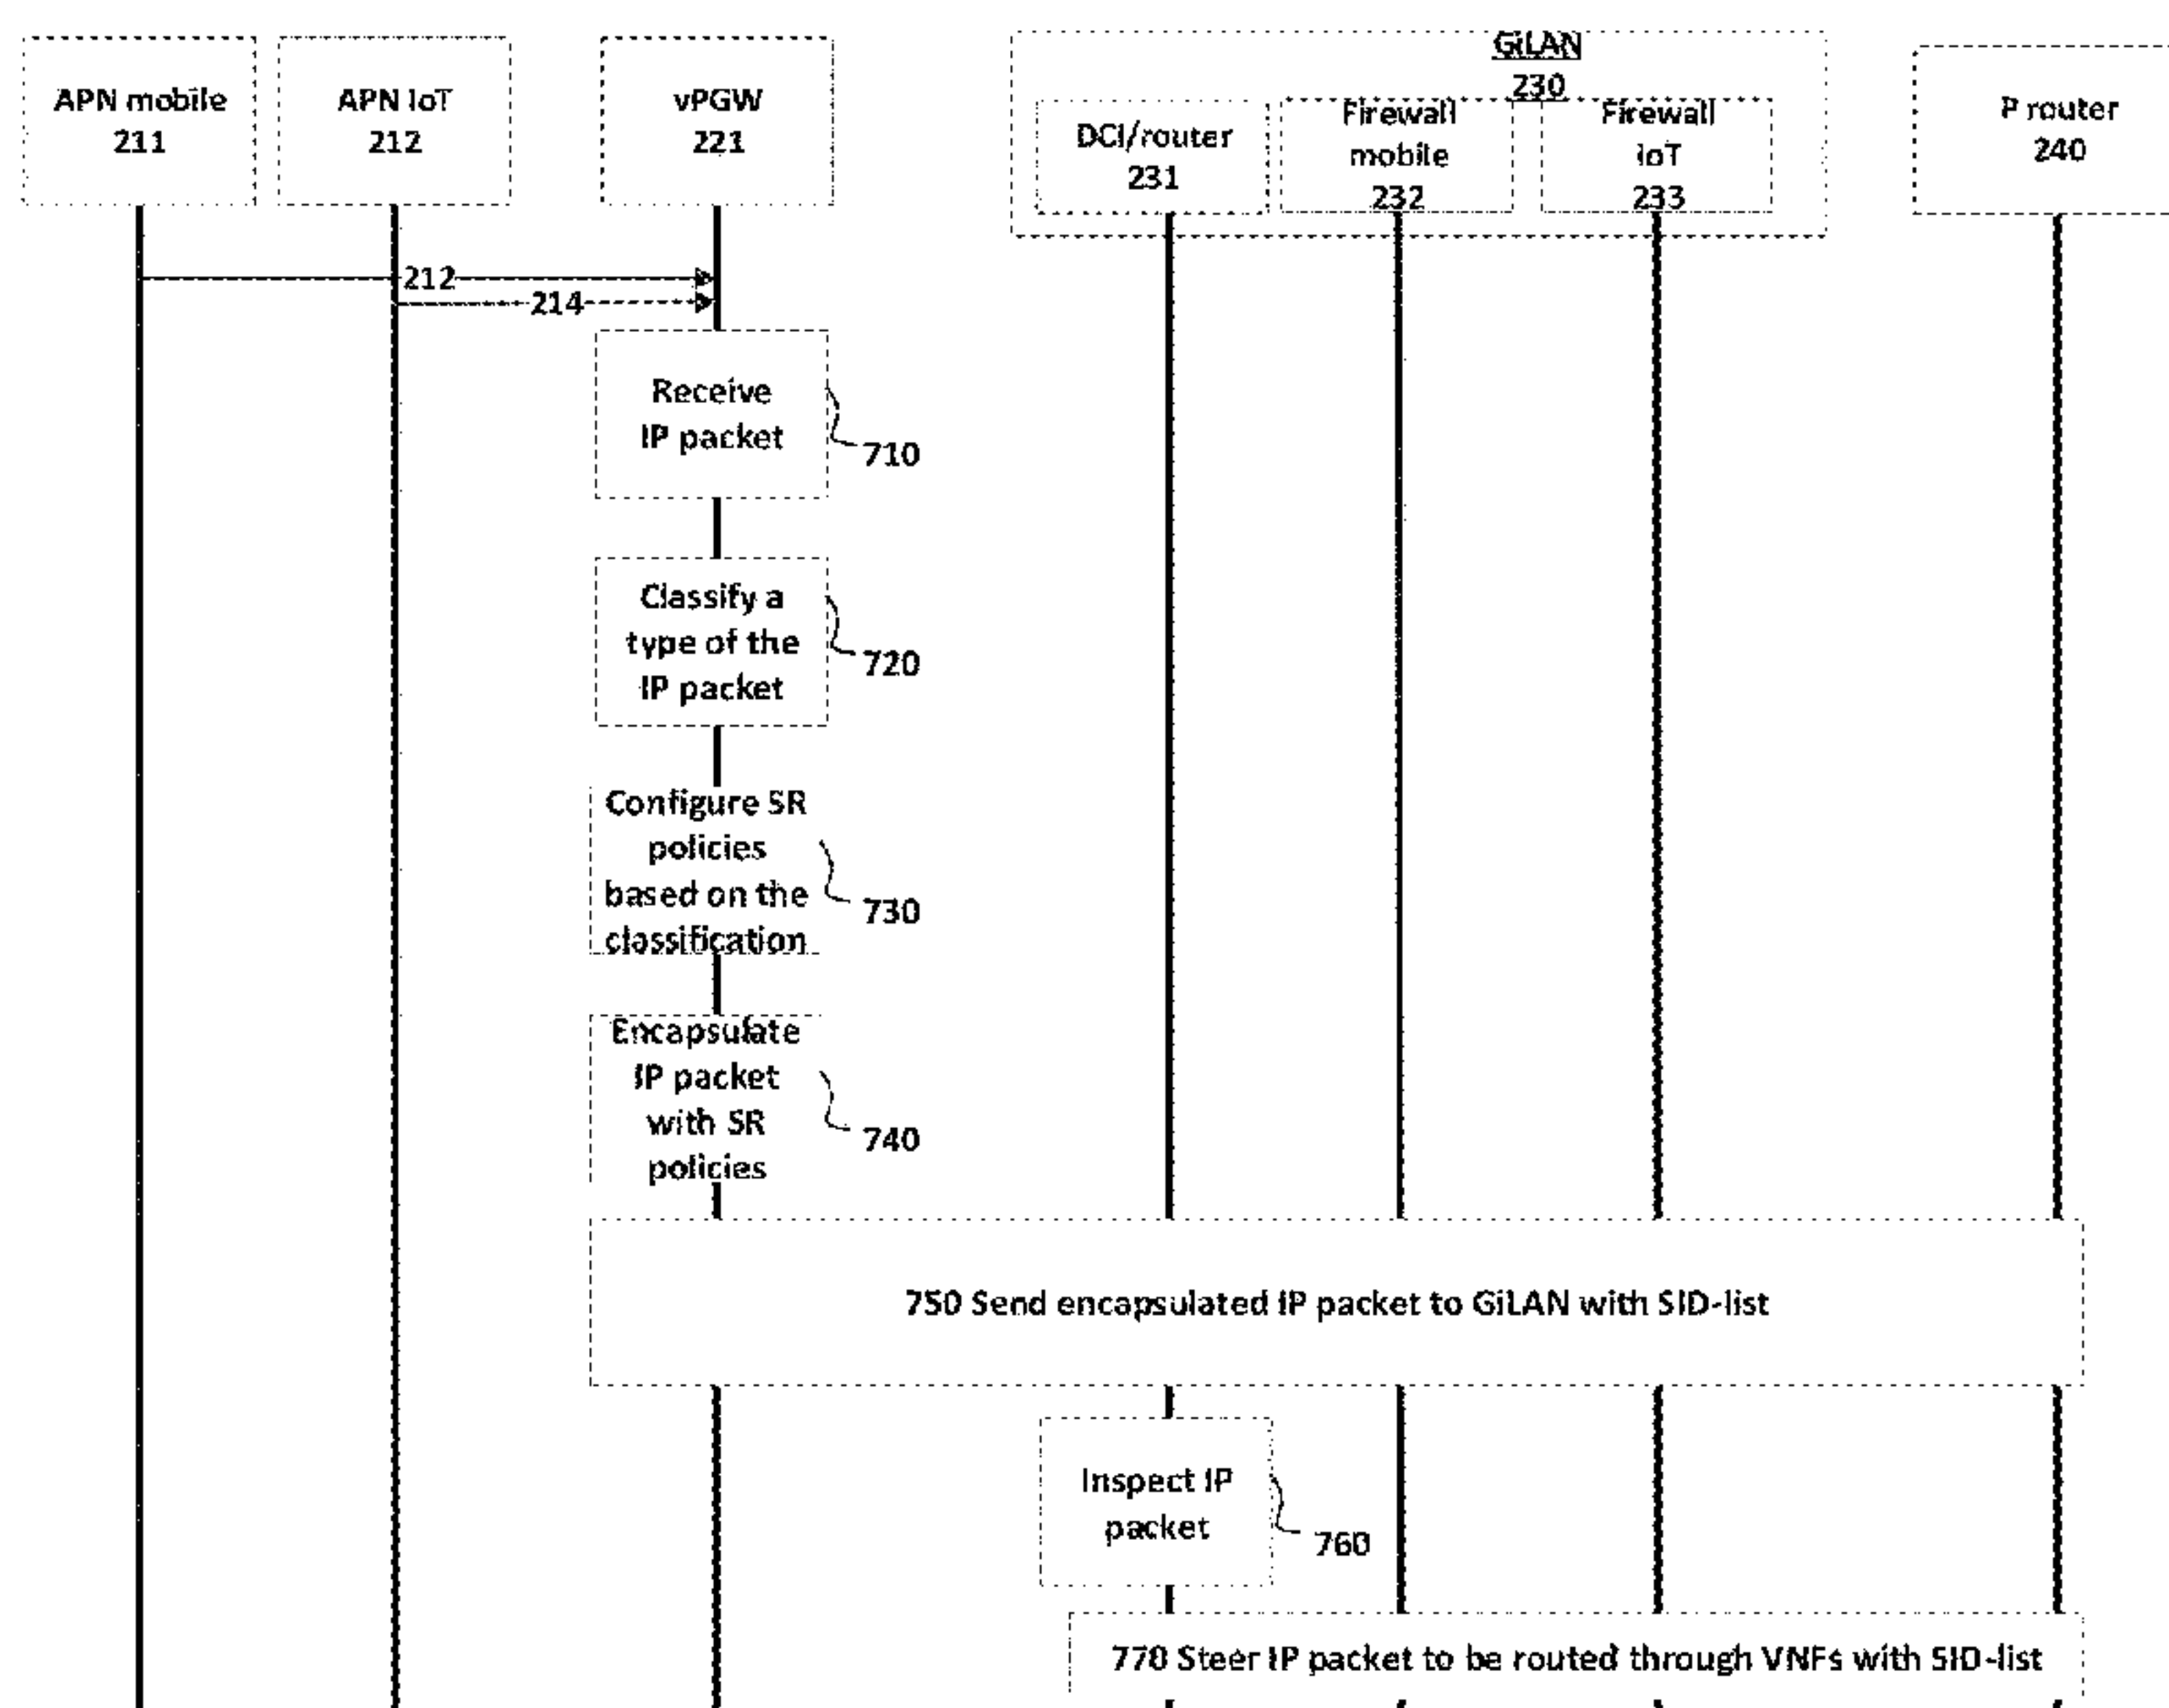 APN mobile
211
APN IoT
212
vPGW
221
GiLAN
230
DCI/router
231
Firewall
mobile
232
Firewall
IoT
233
P router
240
212
214
Receive
IP packet
710
Classify a
type of the
IP packet
720
Configure SR
policies
based on the
classification
730
Encapsulate
IP packet
with SR
policies
740
750 Send encapsulated IP packet to GiLAN with SID-list
Inspect IP
packet
760
770 Steer IP packet to be routed through VNFs with SID-list